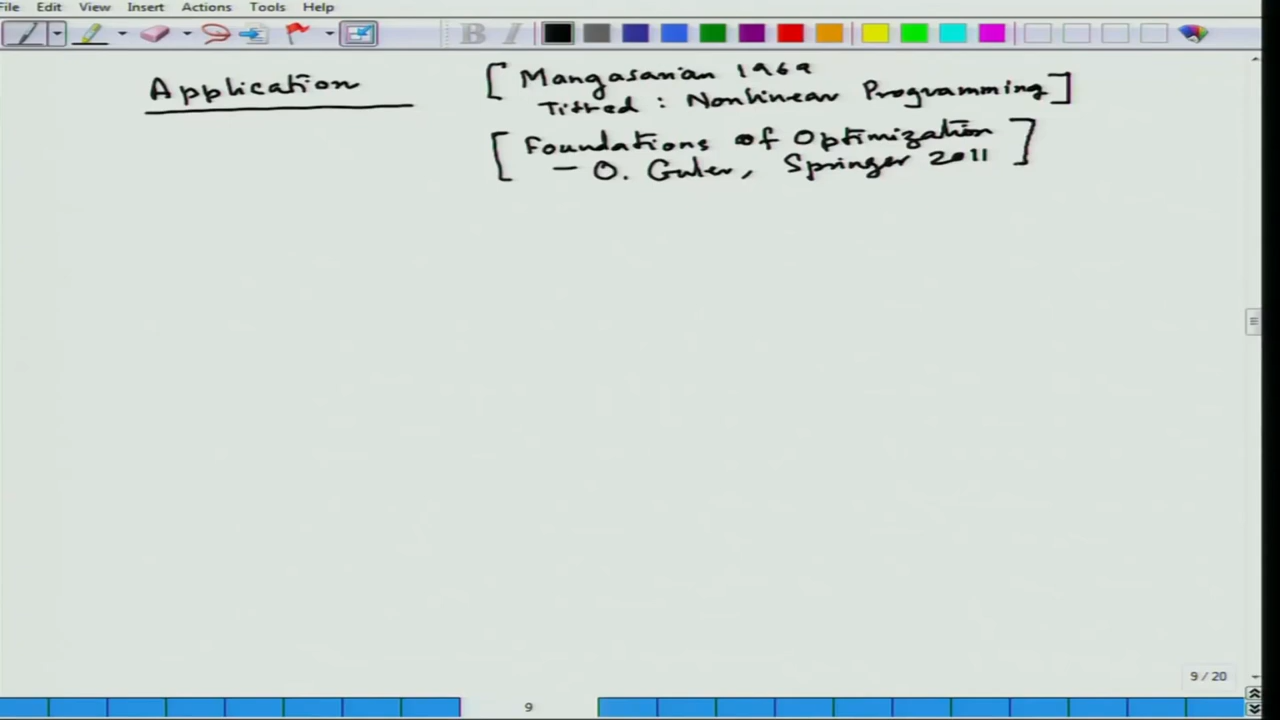 File Edit View Insert Actions Tools Help
B I
Application
[ Mangasarian 1969
Titled : Nonlinear Programming ]
[ Foundations of Optimization
– O. Guler, Springer 2011 ]
9 / 20
9